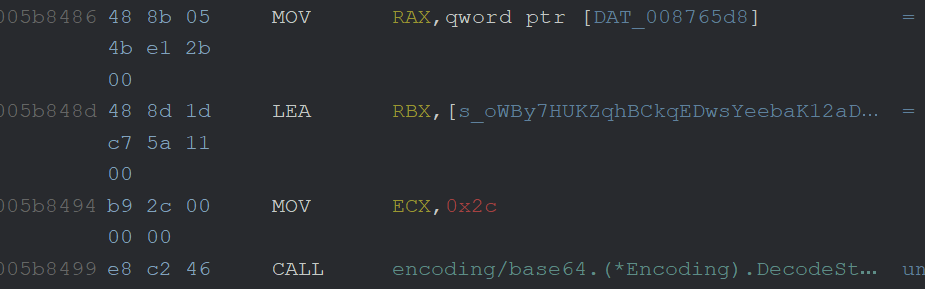 005b8486 48 8b 05 MOV RAX,qword ptr [DAT_008765d8] =
4b e1 2b
00
005b848d 48 8d 1d LEA RBX,[s_oWBy7HUKZqhBCkqEDwsYeebaK12aD... =
c7 5a 11
00
005b8494 b9 2c 00 MOV ECX,0x2c
00 00
005b8499 e8 c2 46 CALL encoding/base64.(*Encoding).DecodeSt... un